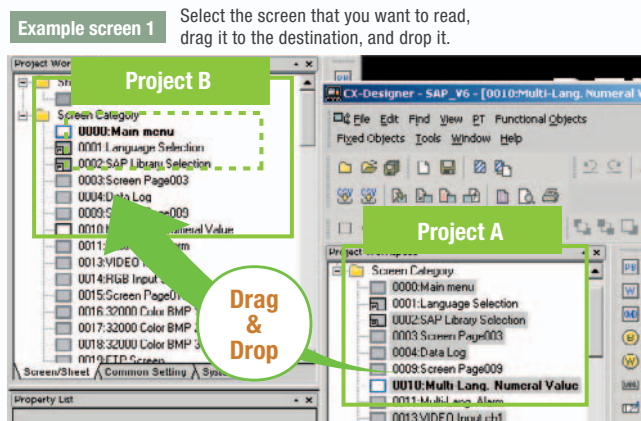 Example screen 1
Select the screen that you want to read,
drag it to the destination, and drop it.
Project Wor
Project B
Screen Category
0000:Main menu
0001:Language Selection
0002:SAP Library Selection
0003:Screen Page003
0004:Data Log
0009:S
Page009
0010
Numeral Value
0011:
0013:VIDEO
0014:RGB Input
0015:Screen Page01
0016:32000 Color BMP
0017:32000 Color BMP
0018:32000 Color BMP 3
0019:FTP Screen
Screen/Sheet
Common Setting
Sys
Property List
Drag
&
Drop
CX-Designer - SAP_V6 - [0010:Multi-Lang. Numeral V
File Edit Find View PT Functional Objects
Fixed Objects Tools Window Help
Project A
Screen Category
0000:Main menu
0001:Language Selection
0002:SAP Library Selection
0003:Screen Page003
0004:Data Log
0009:Screen Page009
0010:Multi-Lang. Numeral Value
0011:Multi-Lang. Alarm
0013:VIDEO Input ch1